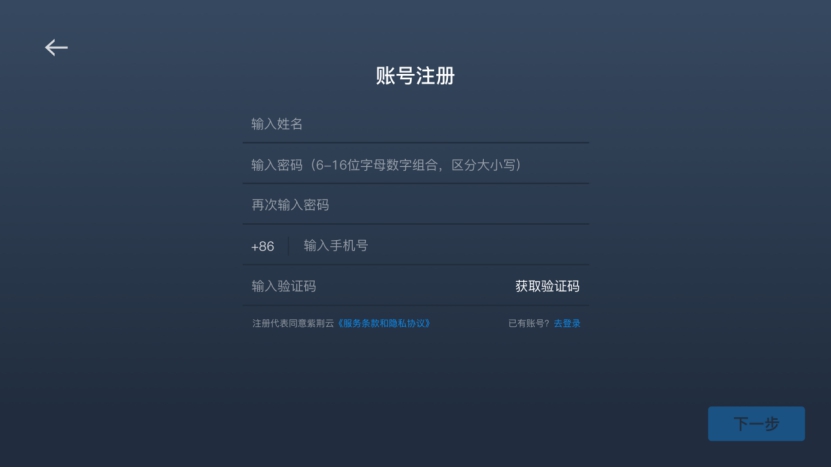 账号注册
输入姓名
输入密码（6-16位字母数字组合，区分大小写）
再次输入密码
+86 输入手机号
输入验证码 获取验证码
注册代表同意紫荆云《服务条款和隐私协议》 已有账号？去登录
下一步